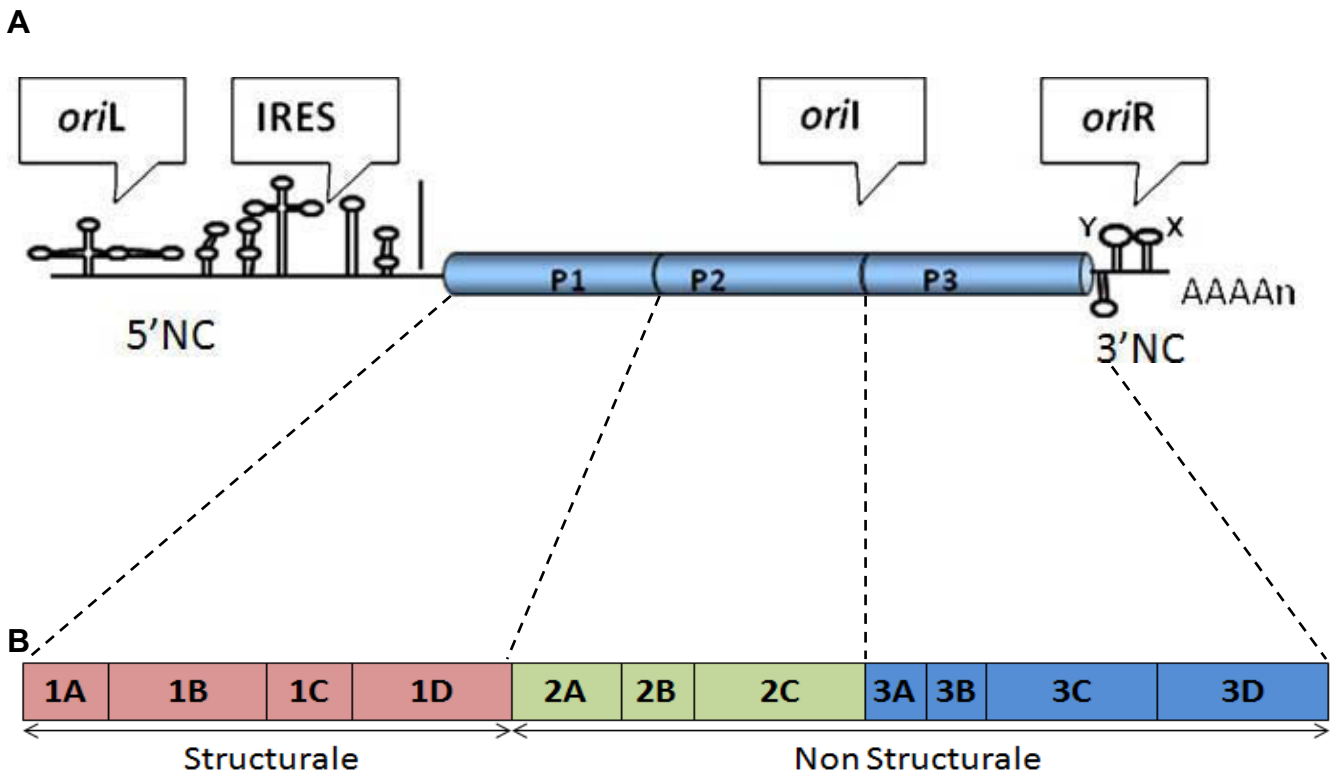 A
oriL IRES oriI oriR
Y X
P1 P2 P3
AAAAn
5’NC 3’NC
B
1A 1B 1C 1D 2A 2B 2C 3A 3B 3C 3D
Structurale Non Structurale